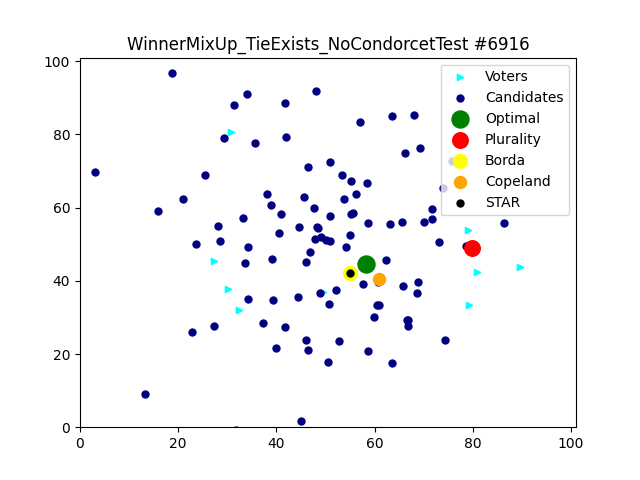 WinnerMixUp_TieExists_NoCondorcetTest #6916
100
80
60
40
20
0
0 20 40 60 80 100
Voters
Candidates
Optimal
Plurality
Borda
Copeland
STAR